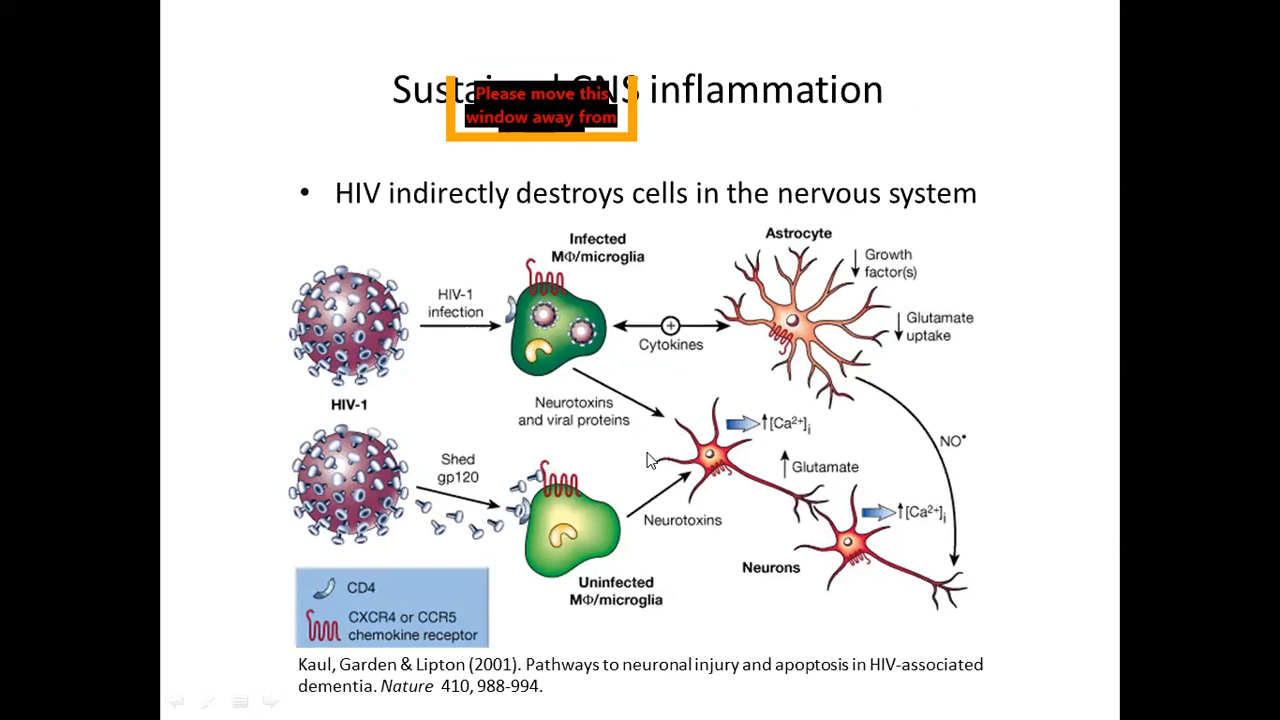 Sustained CNS inflammation
Please move this
window away from
• HIV indirectly destroys cells in the nervous system
Infected
MΦ/microglia
Astrocyte
Growth
factor(s)
HIV-1
infection
Glutamate
uptake
Cytokines
HIV-1
Neurotoxins
and viral proteins
↑[Ca²⁺]i
NO•
Shed
gp120
Glutamate
Neurotoxins
↑[Ca²⁺]i
Neurons
Uninfected
MΦ/microglia
CD4
CXCR4 or CCR5
chemokine receptor
Kaul, Garden & Lipton (2001). Pathways to neuronal injury and apoptosis in HIV-associated
dementia. Nature 410, 988-994.